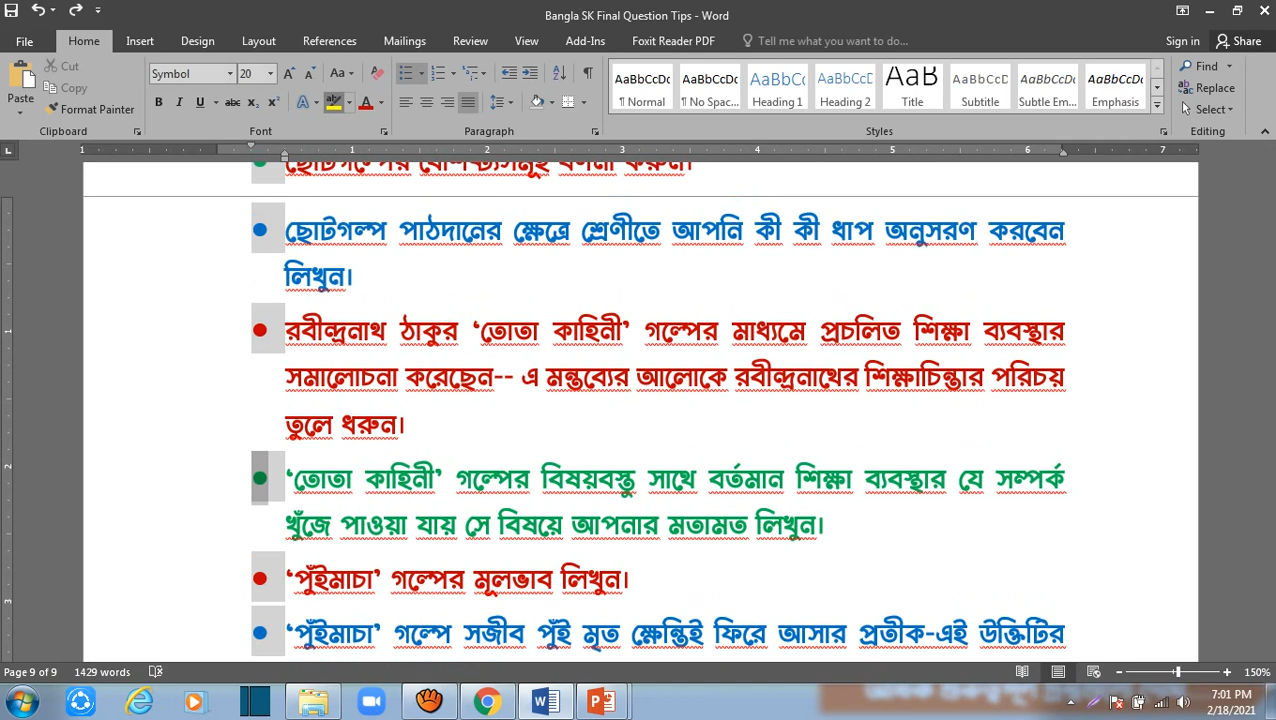 Bangla SK Final Question Tips - Word
File Home Insert Design Layout References Mailings Review View Add-Ins Foxit Reader PDF Tell me what you want to do... Sign in Share
Cut
Copy
Format Painter
Paste
Symbol 20
AaBbCcDc AaBbCcDc AaBbCc AaBbCcC AaB AaBbCcD AaBbCcDc AaBbCcDc
¶ Normal ¶ No Spac... Heading 1 Heading 2 Title Subtitle Subtle Em... Emphasis
Find
Replace
Select
Clipboard Font Paragraph Styles Editing
ছোটগল্পের বৈশিষ্ট্যসমূহ বর্ণনা করুন।
ছোটগল্প পাঠদানের ক্ষেত্রে শ্রেণীতে আপনি কী কী ধাপ অনুসরণ করবেন
লিখুন।
রবীন্দ্রনাথ ঠাকুর ‘তোতা কাহিনী’ গল্পের মাধ্যমে প্রচলিত শিক্ষা ব্যবস্থার
সমালোচনা করেছেন-- এ মন্তব্যের আলোকে রবীন্দ্রনাথের শিক্ষাচিন্তার পরিচয়
তুলে ধরুন।
‘তোতা কাহিনী’ গল্পের বিষয়বস্তু সাথে বর্তমান শিক্ষা ব্যবস্থার যে সম্পর্ক
খুঁজে পাওয়া যায় সে বিষয়ে আপনার মতামত লিখুন।
‘পুঁইমাচা’ গল্পের মূলভাব লিখুন।
‘পুঁইমাচা’ গল্পে সজীব পুঁই মৃত ক্ষেন্তিই ফিরে আসার প্রতীক-এই উক্তিটির
Page 9 of 9 1429 words 150%
7:01 PM
2/18/2021